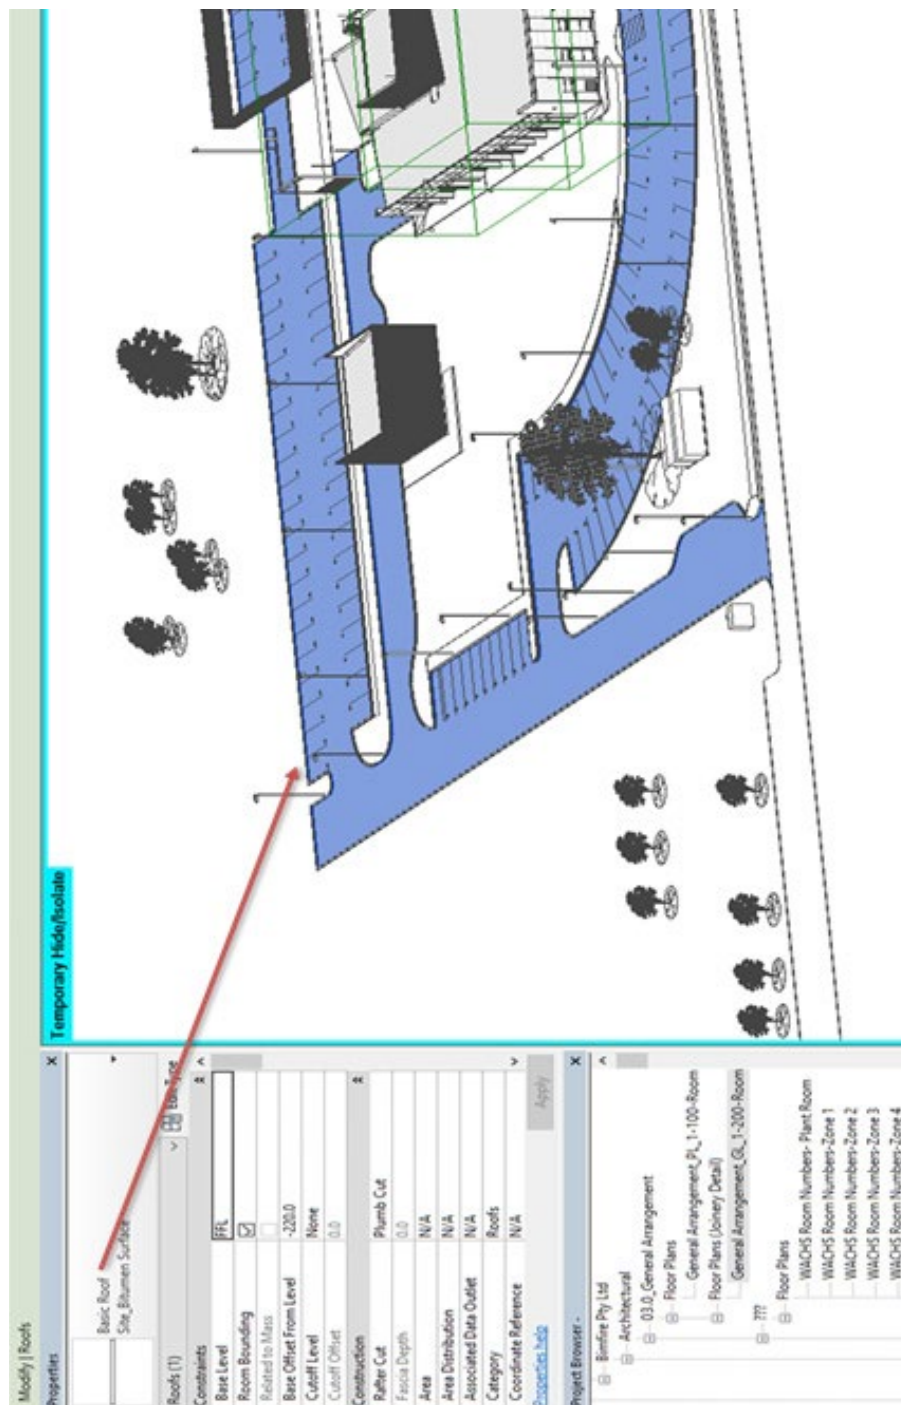 Modify | Roofs
Properties
X
Basic Roof
Site_Bitumen Surface
Roofs (1)
Edit Type
Constraints
Base Level FFL
Room Bounding
Related to Mass
Base Offset From Level -220.0
Cutoff Level None
Cutoff Offset 0.0
Construction
Rafter Cut Plumb Cut
Fascia Depth 0.0
Area N/A
Area Distribution N/A
Associated Data Outlet N/A
Category Roofs
Coordinate Reference N/A
Properties help
Apply
Project Browser -
X
Bimfire Pty Ltd
Architectural
03.0_General Arrangement
Floor Plans
General Arrangement_PL_1-100-Room
Floor Plans (Joinery Detail)
General Arrangement_GL_1-200-Room
???
Floor Plans
WACHS Room Numbers- Plant Room
WACHS Room Numbers-Zone 1
WACHS Room Numbers-Zone 2
WACHS Room Numbers-Zone 3
WACHS Room Numbers-Zone 4
Temporary Hide/Isolate